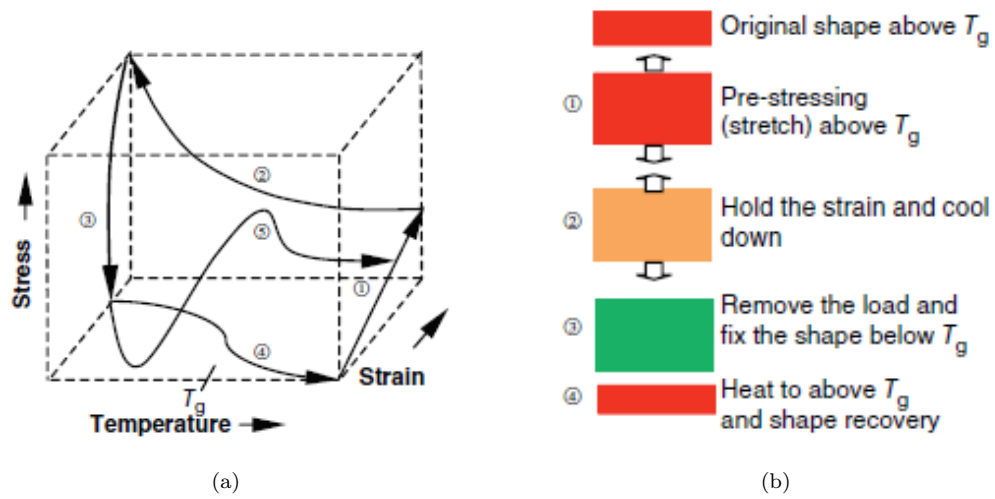 Stress
②
③
⑤
①
④
Strain
Tg
Temperature
(a)
Original shape above Tg
①
Pre-stressing
(stretch) above Tg
②
Hold the strain and cool
down
③
Remove the load and
fix the shape below Tg
④
Heat to above Tg
and shape recovery
(b)